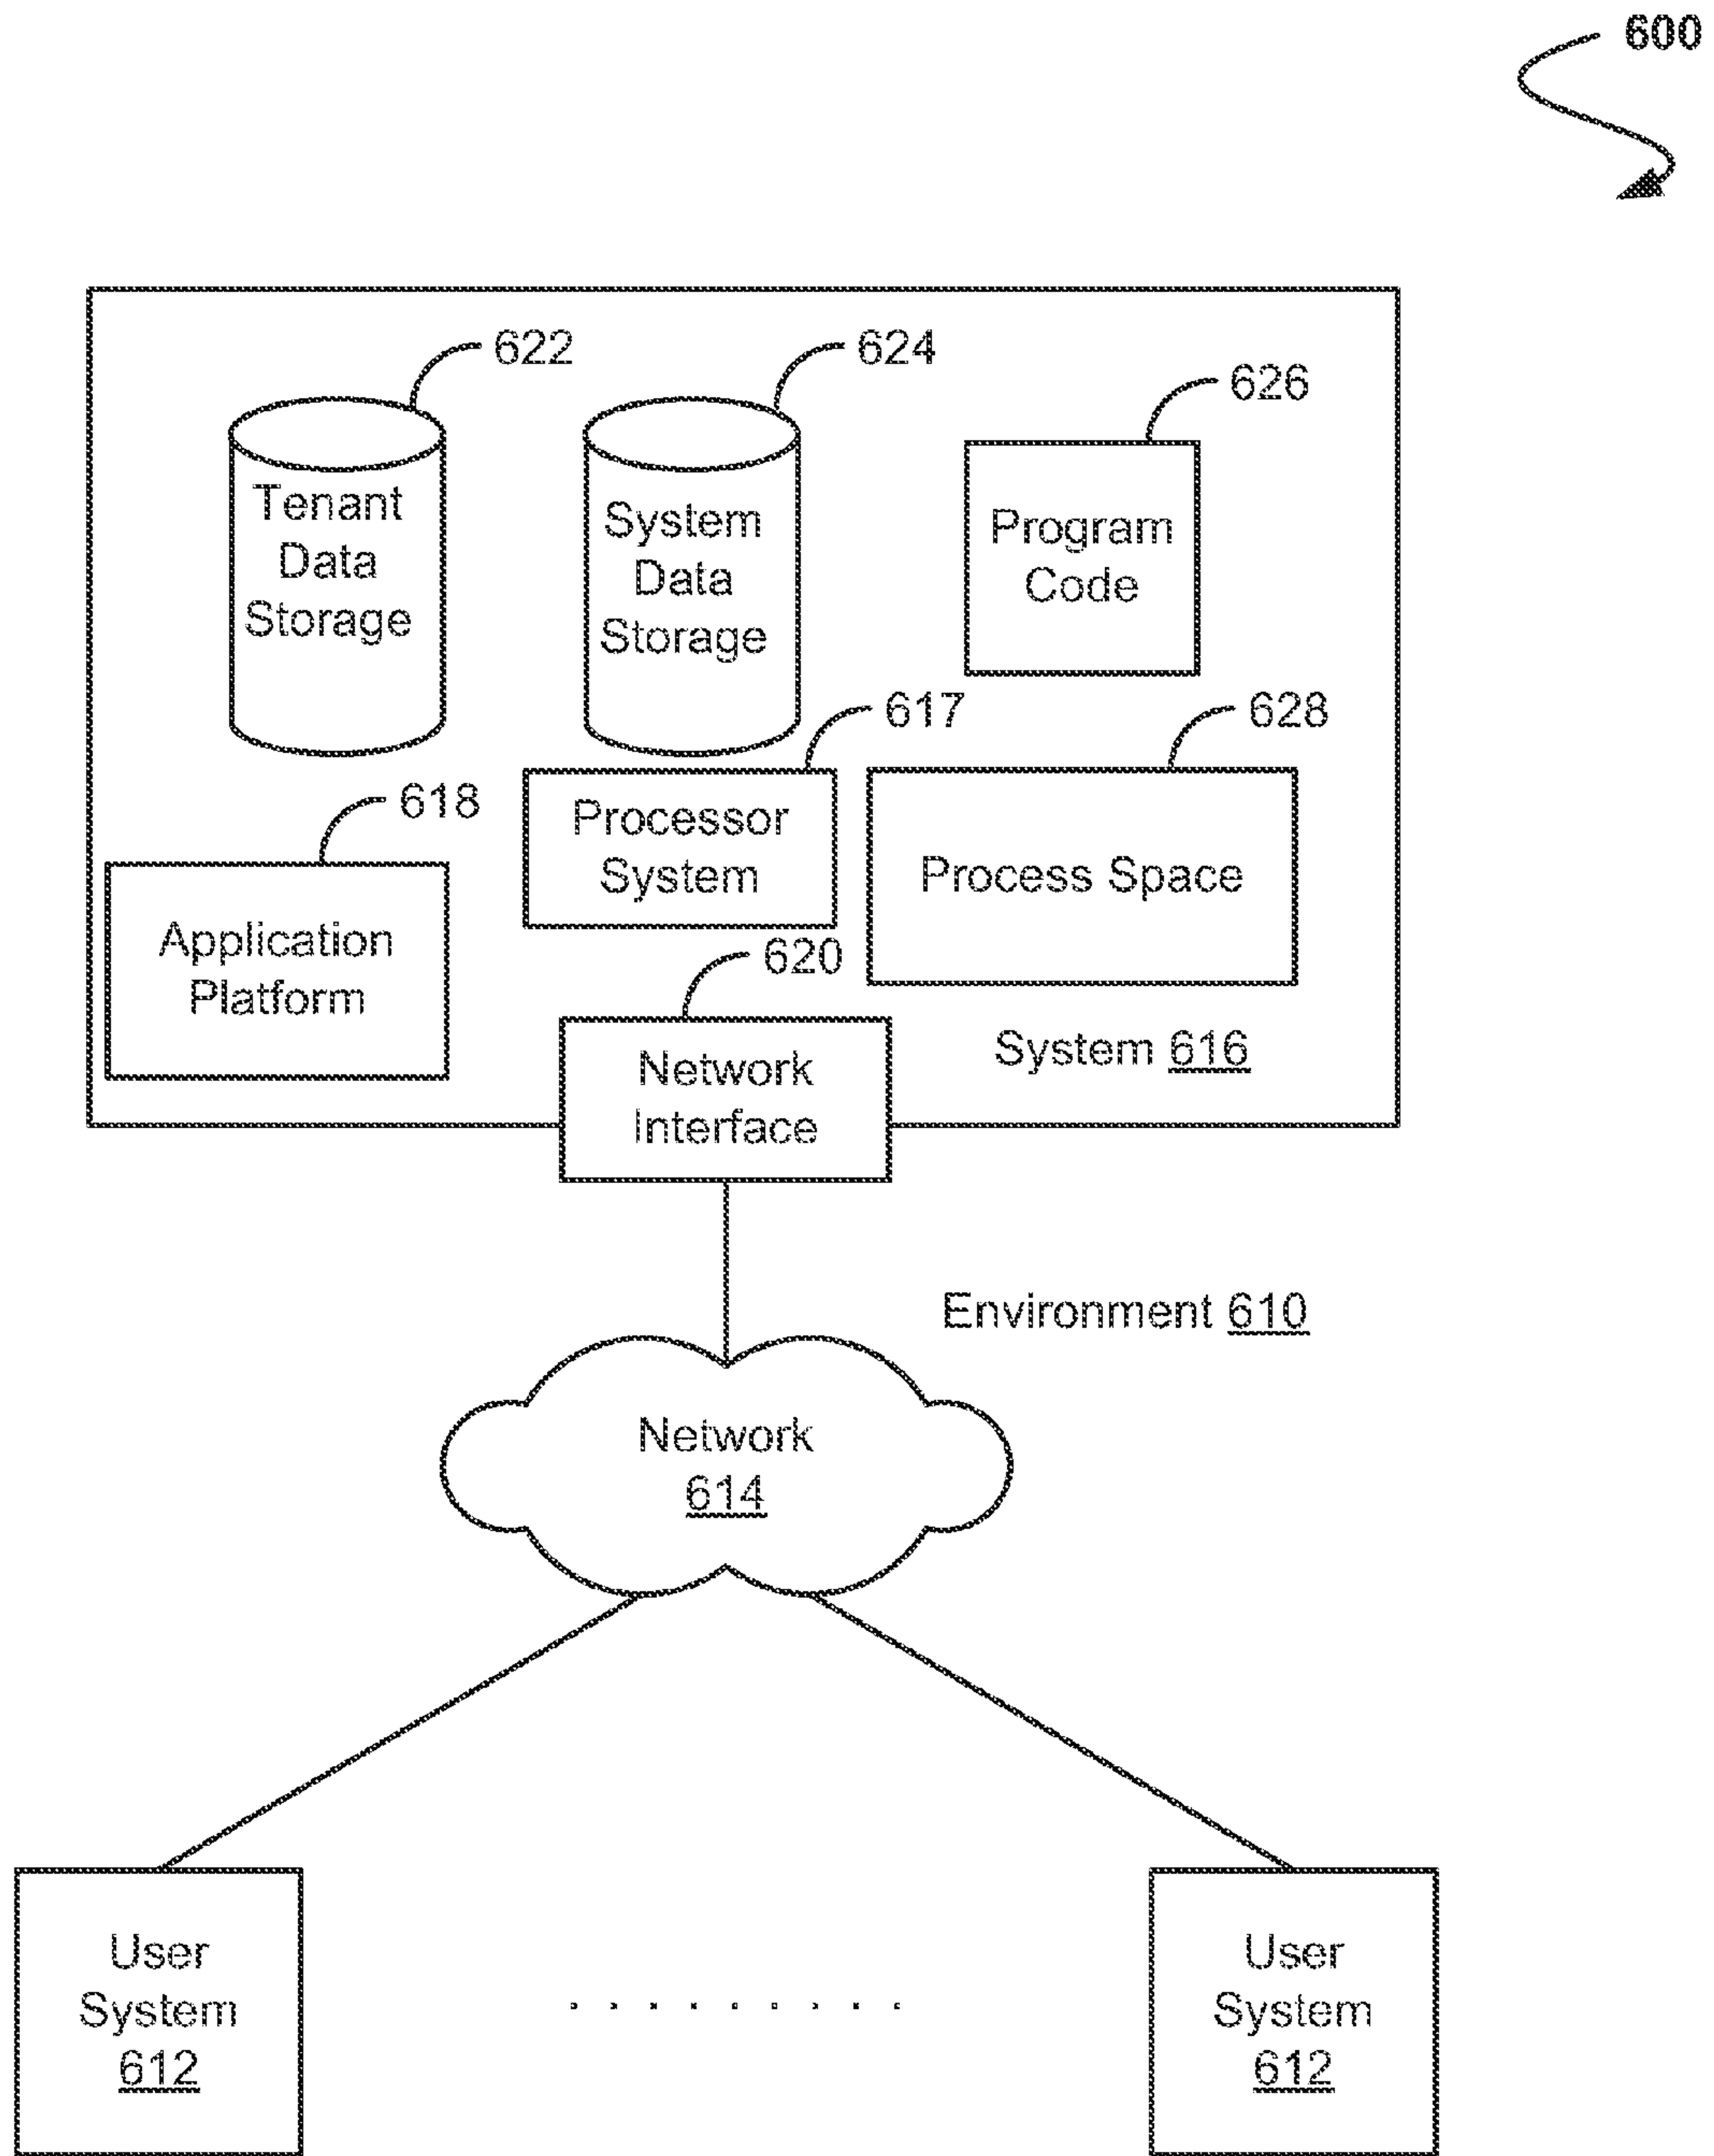 600
622
624
626
Tenant
Data
Storage
System
Data
Storage
Program
Code
617
628
618
Processor
System
Process Space
Application
Platform
620
Network
Interface
System 616
Environment 610
Network
614
User
System
612
User
System
612